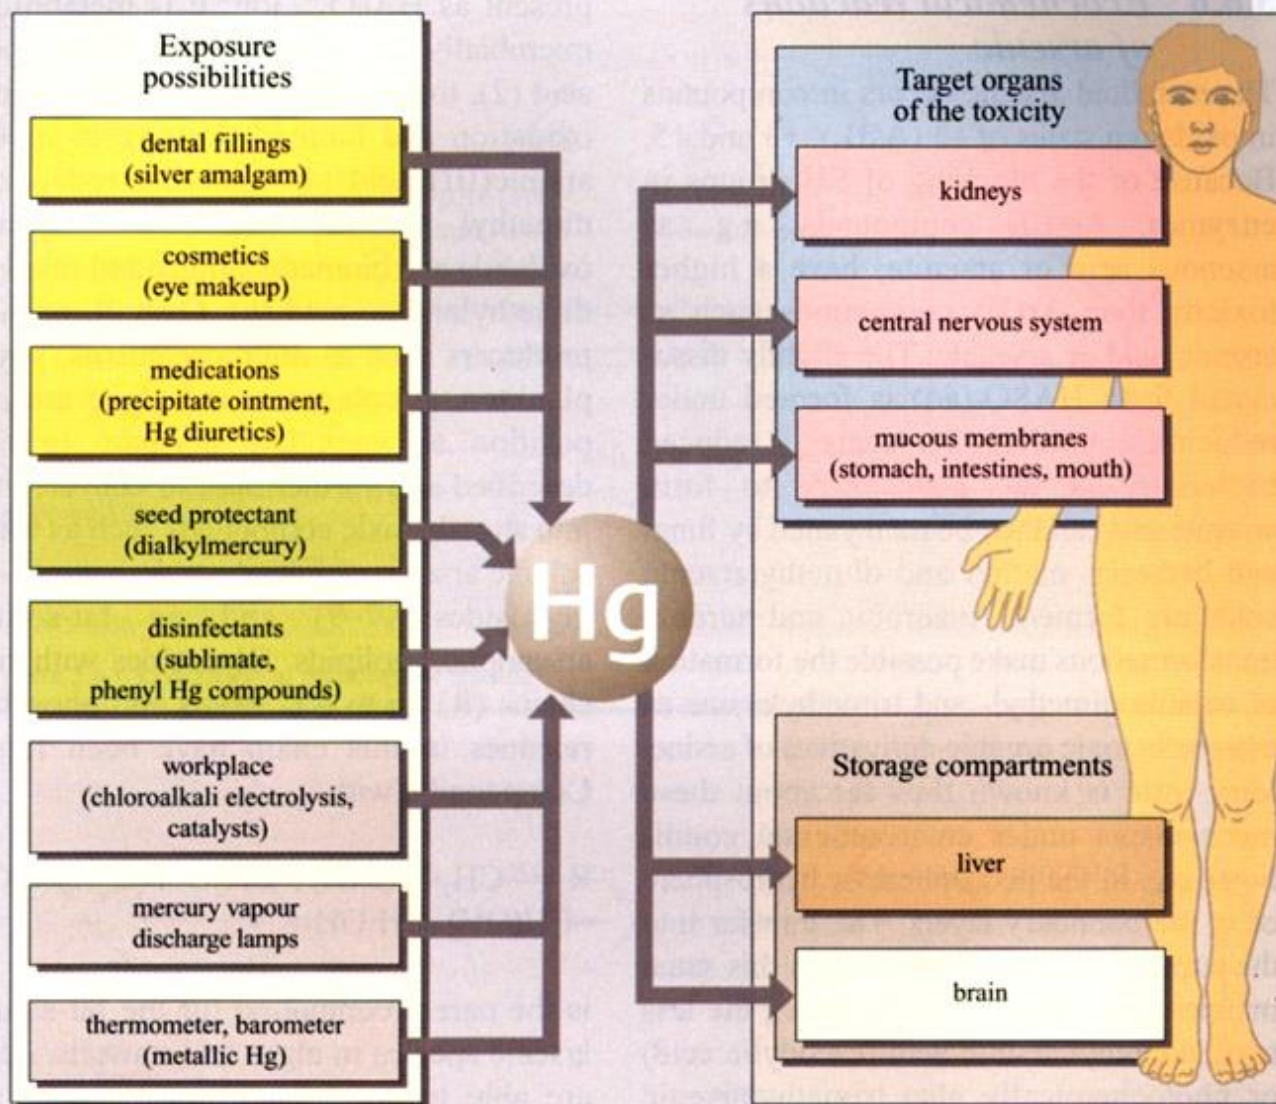 Exposure
possibilities
dental fillings
(silver amalgam)
cosmetics
(eye makeup)
medications
(precipitate ointment,
Hg diuretics)
seed protectant
(dialkylmercury)
disinfectants
(sublimate,
phenyl Hg compounds)
workplace
(chloroalkali electrolysis,
catalysts)
mercury vapour
discharge lamps
thermometer, barometer
(metallic Hg)
Hg
Target organs
of the toxicity
kidneys
central nervous system
mucous membranes
(stomach, intestines, mouth)
Storage compartments
liver
brain